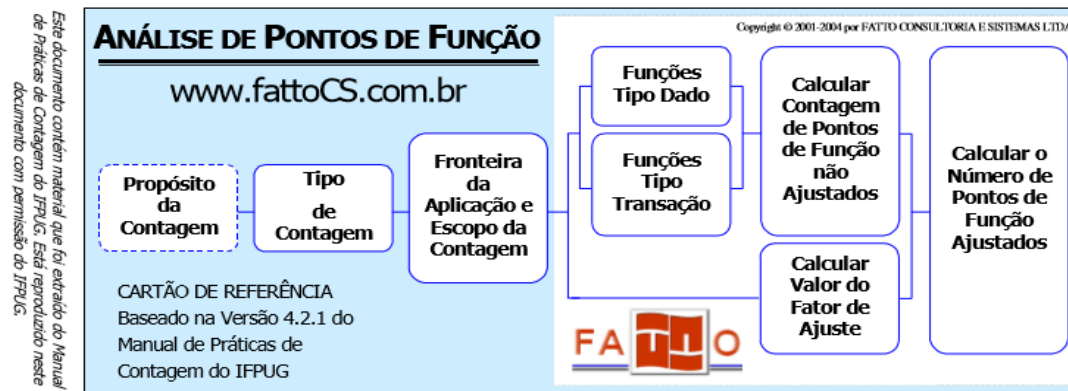 Este documento contém material que foi extraído do Manual
de Práticas de Contagem do IFPUG. Está reproduzido neste
documento com permissão do IFPUG.
ANÁLISE DE PONTOS DE FUNÇÃO
www.fattoCS.com.br
Copyright © 2001-2004 por FATTO CONSULTORIA E SISTEMAS LTDA
Propósito
da
Contagem
Tipo
de
Contagem
Fronteira
da
Aplicação e
Escopo da
Contagem
Funções
Tipo Dado
Funções
Tipo
Transação
Calcular
Contagem
de Pontos
de Função
não
Ajustados
Calcular
Valor do
Fator de
Ajuste
Calcular o
Número de
Pontos de
Função
Ajustados
CARTÃO DE REFERÊNCIA
Baseado na Versão 4.2.1 do
Manual de Práticas de
Contagem do IFPUG
FATTO